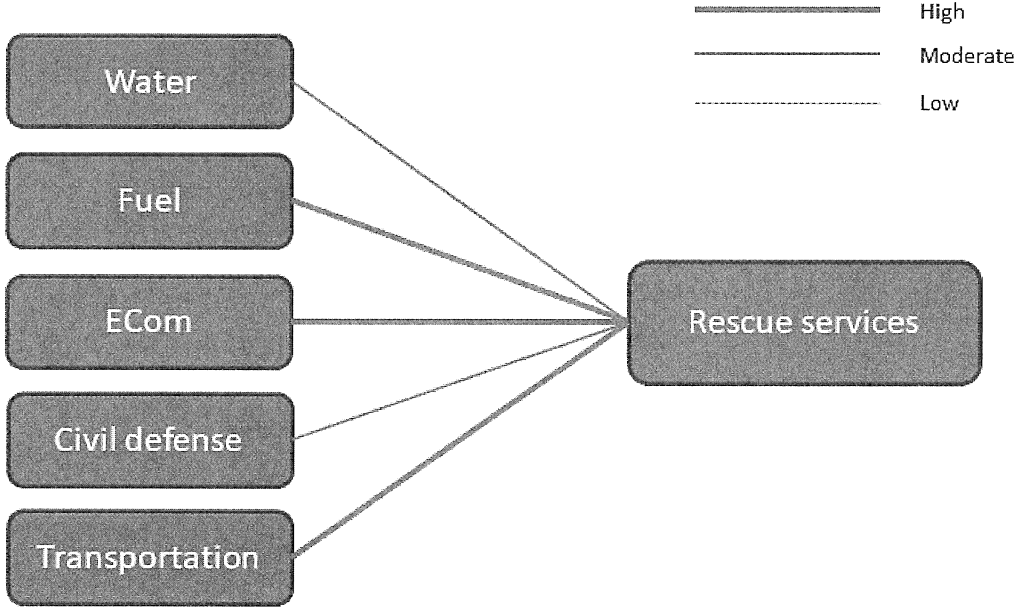 High
Moderate
Low
Water
Fuel
ECom
Civil defense
Transportation
Rescue services